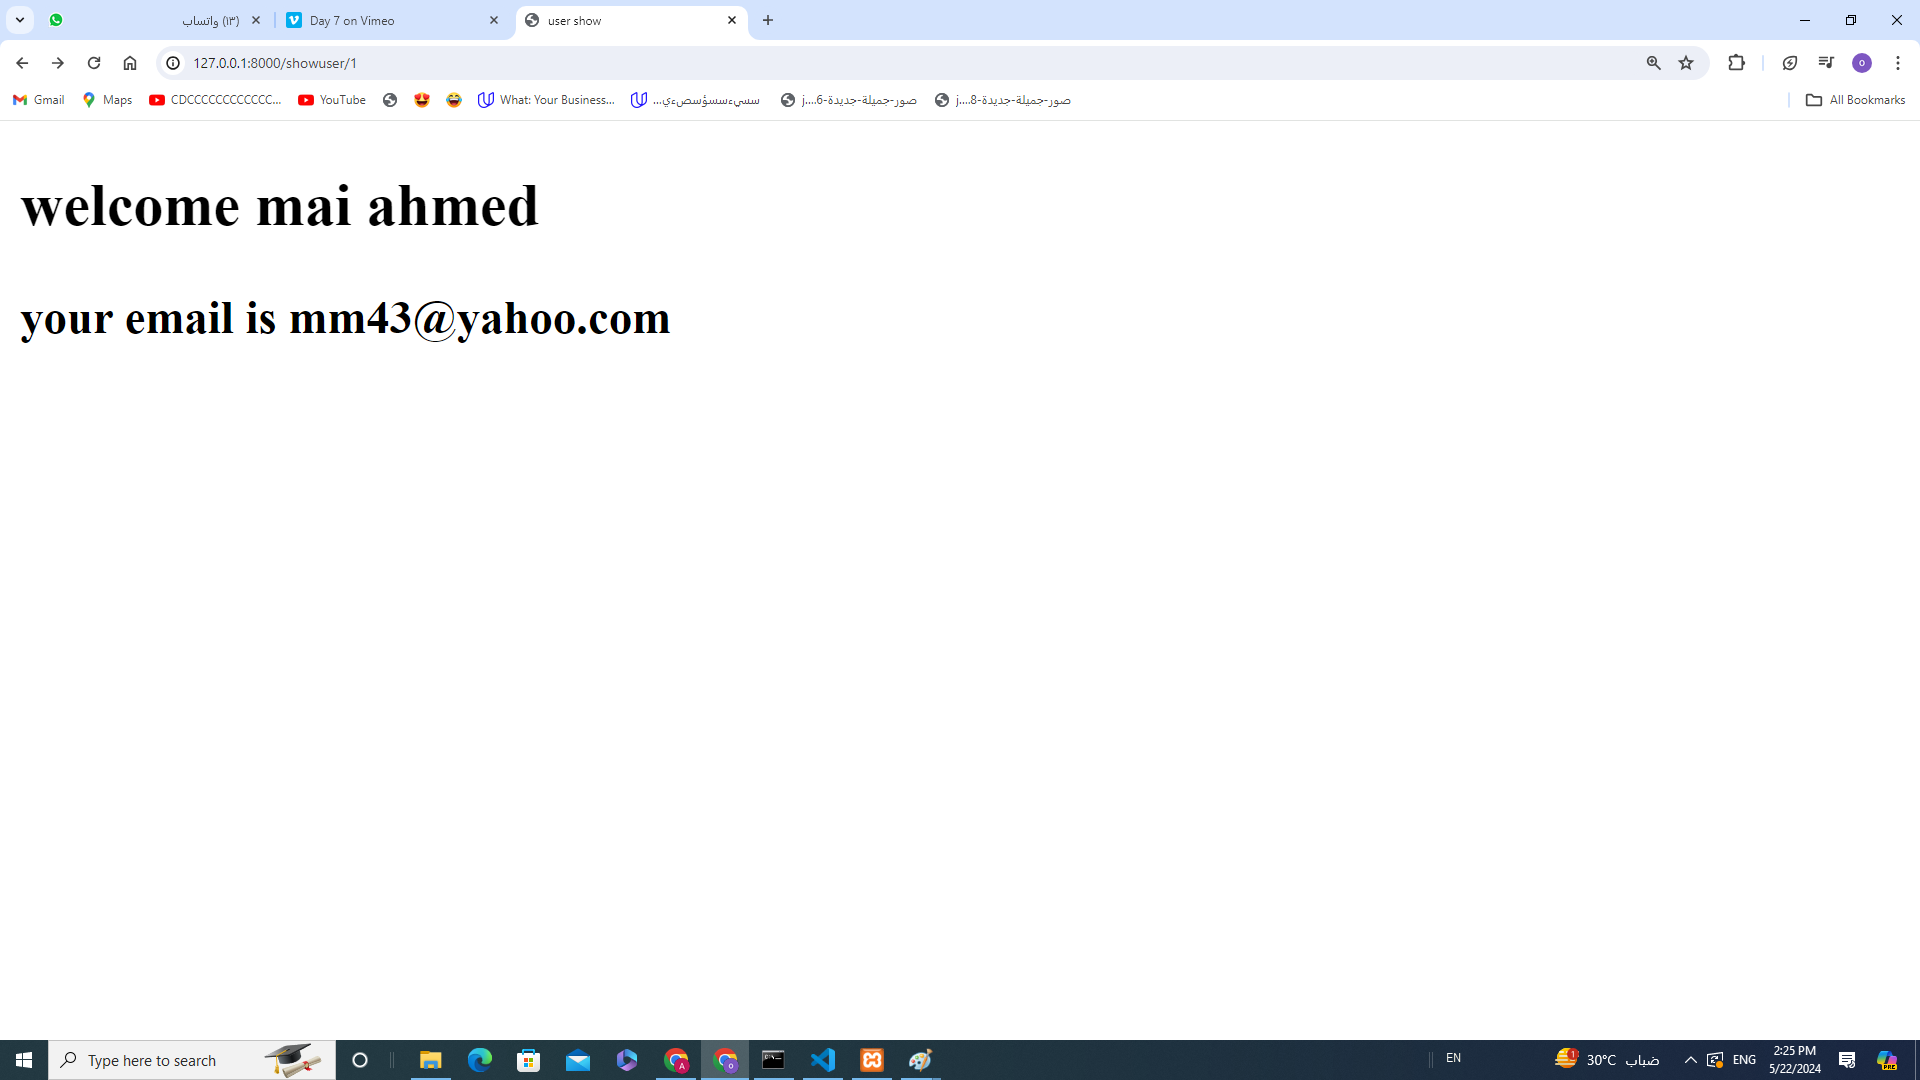 (١٣) واتساب
Day 7 on Vimeo
user show
127.0.0.1:8000/showuser/1
Gmail
Maps
CDCCCCCCCCCCCC...
YouTube
What: Your Business...
سسيءسسؤسصءي...
صور-جميلة-جديدة-6....j
صور-جميلة-جديدة-8....j
All Bookmarks
welcome mai ahmed
your email is mm43@yahoo.com
Type here to search
EN
30°C ضباب
ENG
2:25 PM
5/22/2024